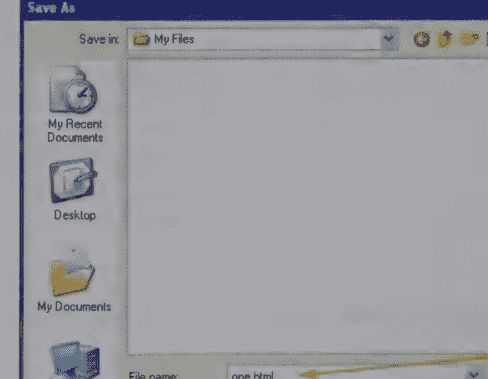 Save As
Save in: My Files
My Recent
Documents
Desktop
My Documents
File name: one.html